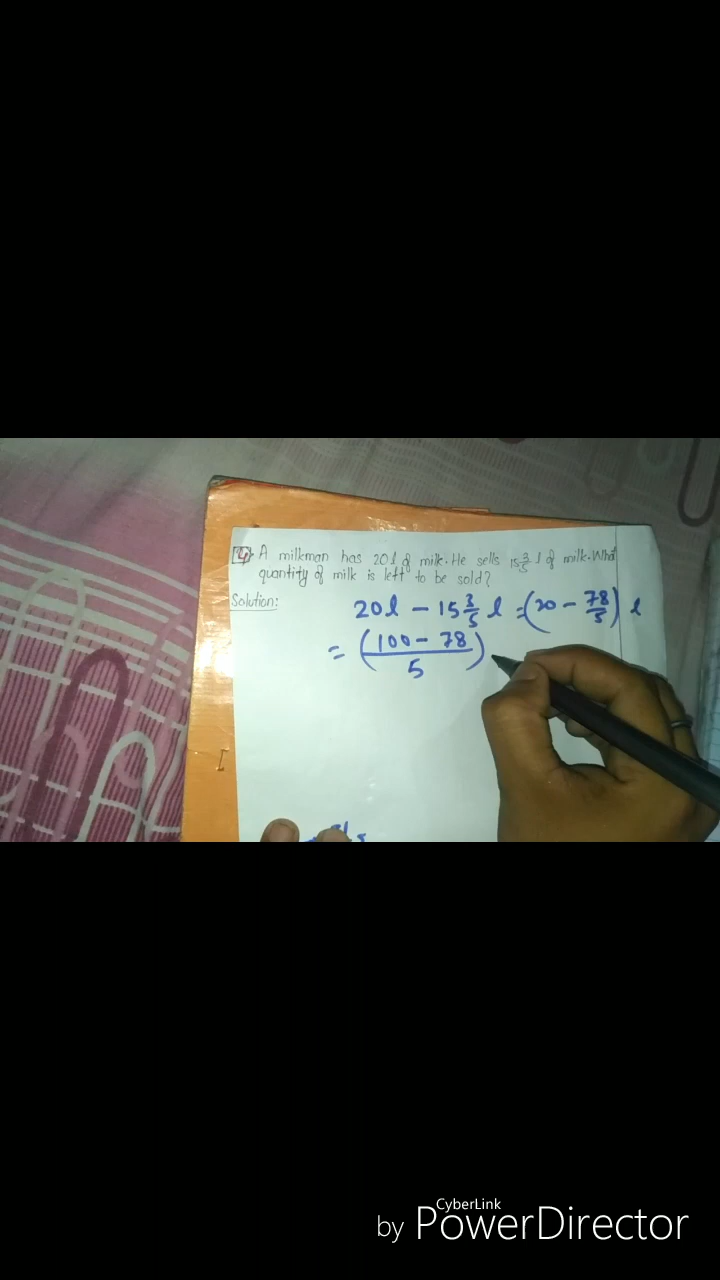 4) A milkman has 20l of milk. He sells 15 3/5 l of milk. What
quantity of milk is left to be sold?
Solution:
20l - 15 3/5 l = (20 - 78/5) l
= (100 - 78 / 5)
CyberLink
by PowerDirector